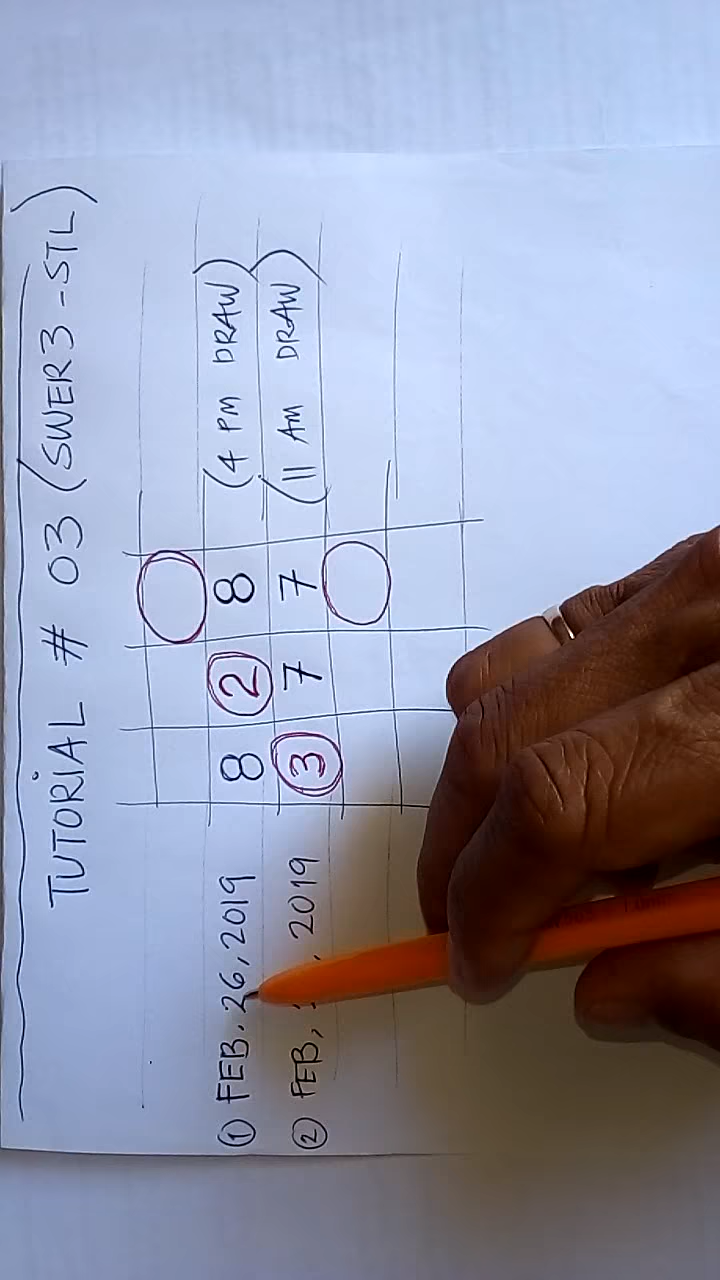 TUTORIAL # 03 (SWER3-STL)
① FEB. 26, 2019 8 2 8 (4 PM DRAW)
② FEB, 2019 3 7 7 (11 AM DRAW)